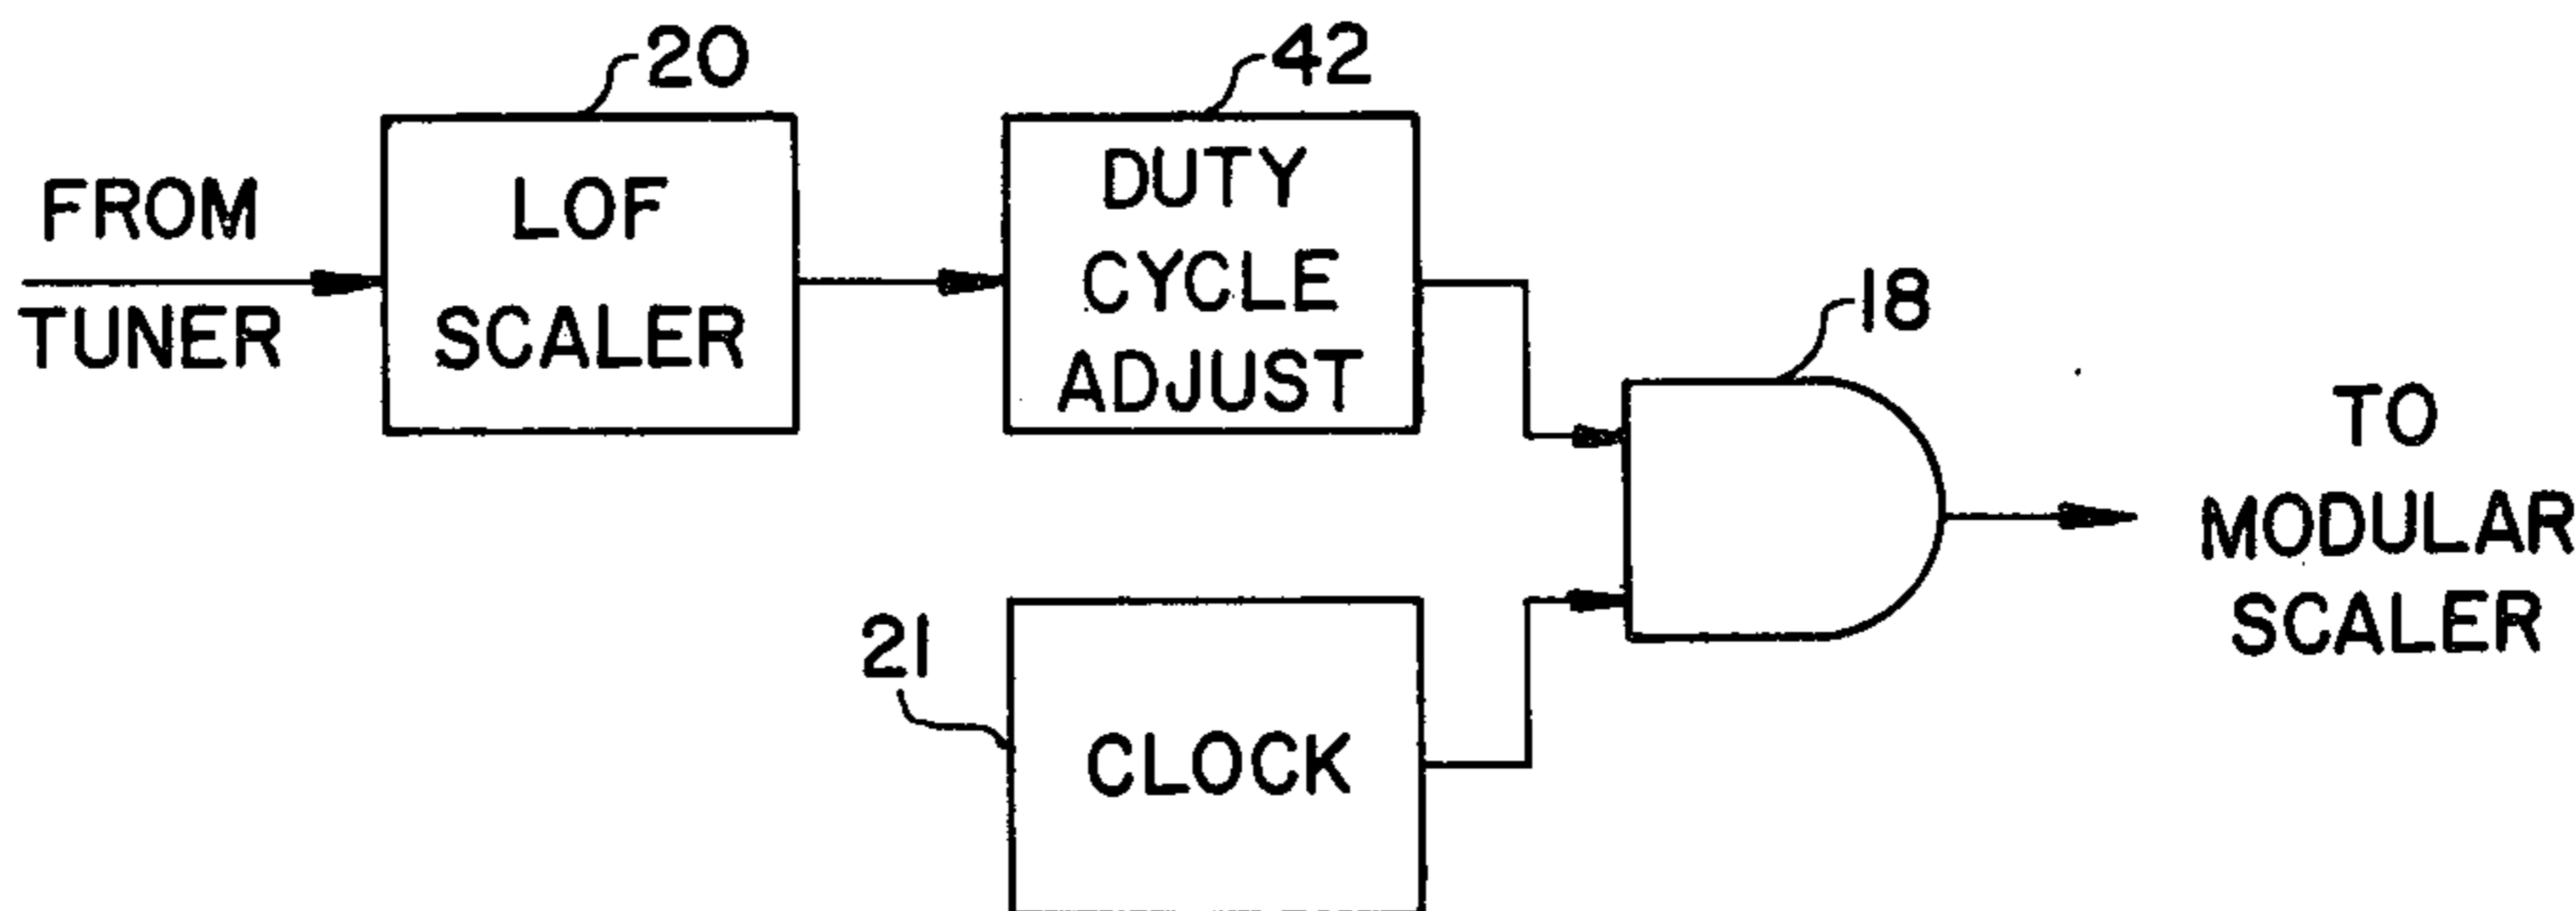 20
42
FROM
TUNER
LOF
SCALER
DUTY
CYCLE
ADJUST
18
21
CLOCK
TO
MODULAR
SCALER